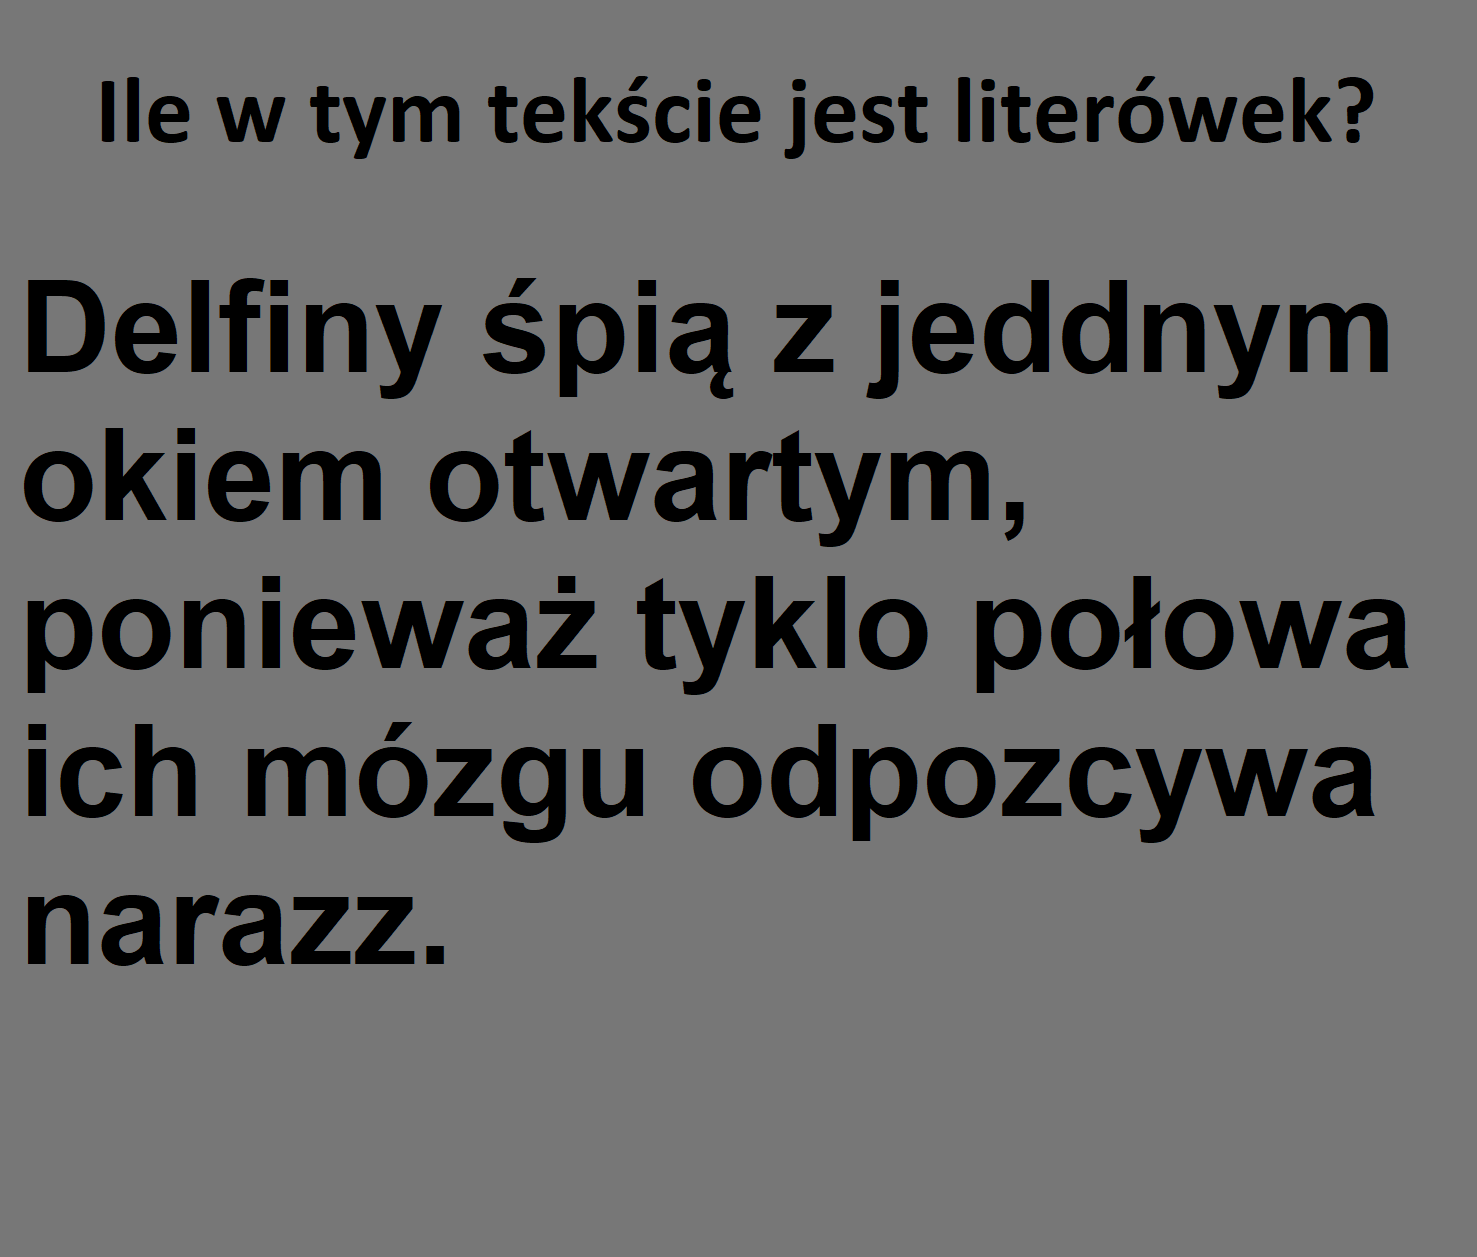 Ile w tym tekście jest literówek?
Delfiny śpią z jeddnym
okiem otwartym,
ponieważ tyklo połowa
ich mózgu odpozcywa
narazz.